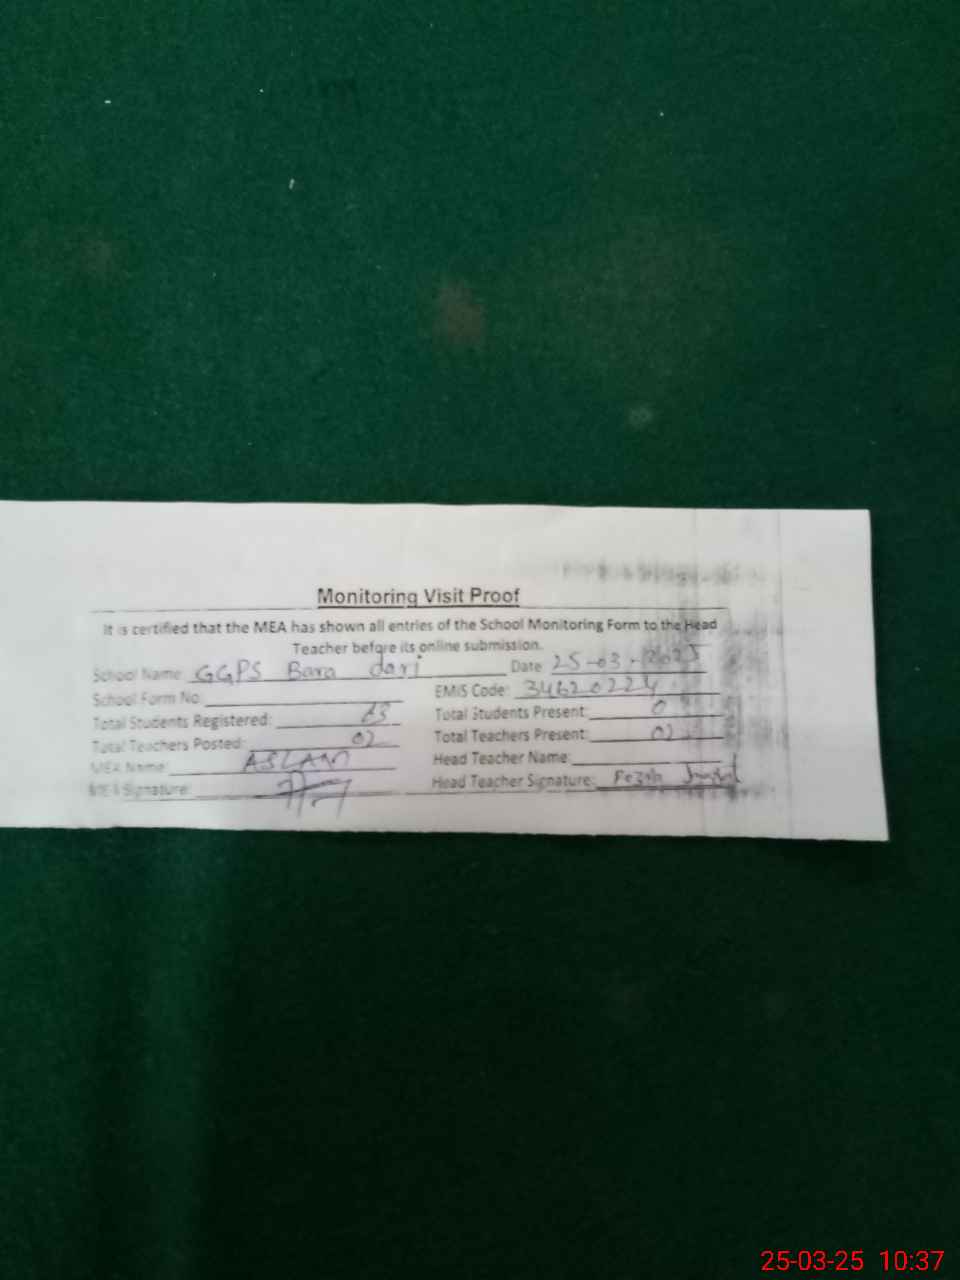 Monitoring Visit Proof
It is certified that the MEA has shown all entries of the School Monitoring Form to the Head
Teacher before its online submission.
School Name: GGPS Bara dari Date 25-03-2025
School Form No: EMIS Code: 34620224
Total Students Registered: Total Students Present: 0
Total Teachers Posted: 02 Total Teachers Present: 02
MEA Name: ASLAM Head Teacher Name:
MEA Signature: Head Teacher Signature:
25-03-25 10:37